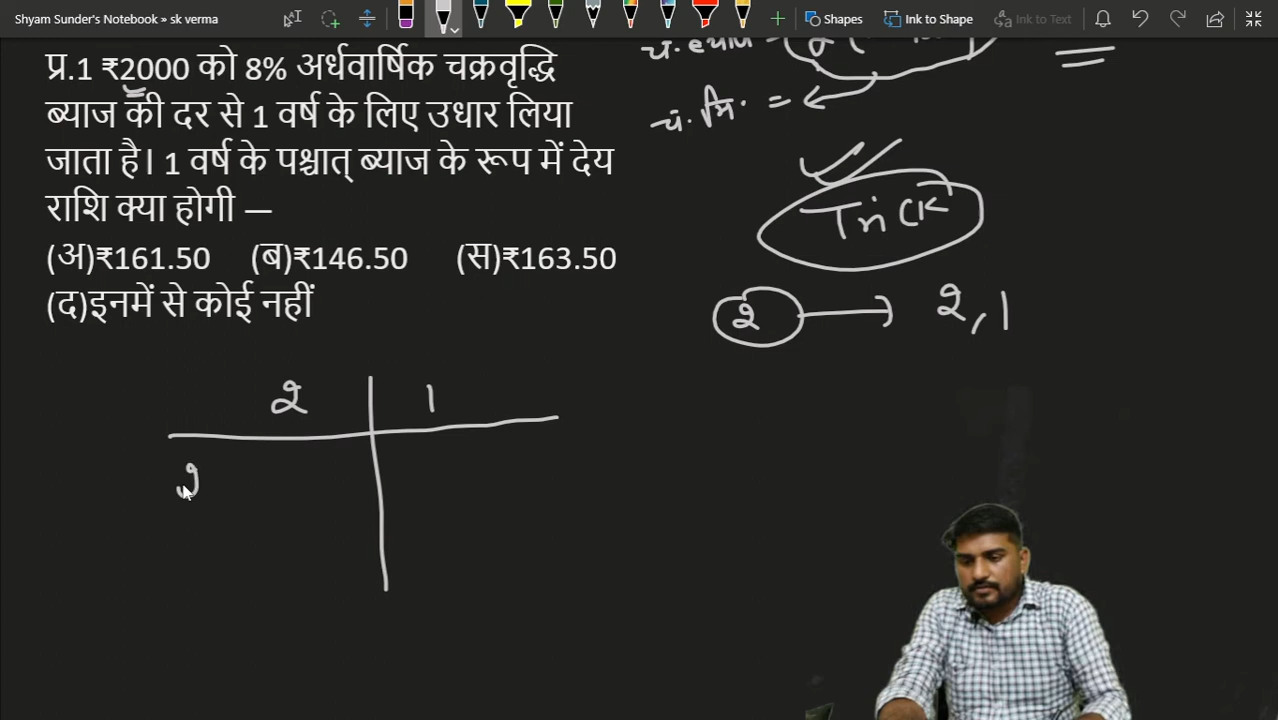 Shyam Sunder's Notebook » sk verma
Shapes
Ink to Shape
Ink to Text
प्र.1 ₹2000 को 8% अर्धवार्षिक चक्रवृद्धि
ब्याज की दर से 1 वर्ष के लिए उधार लिया
जाता है। 1 वर्ष के पश्चात् ब्याज के रूप में देय
राशि क्या होगी —
(अ)₹161.50 (ब)₹146.50 (स)₹163.50
(द)इनमें से कोई नहीं
च. मि. =
Trick
2 → 2, 1
2 1
2